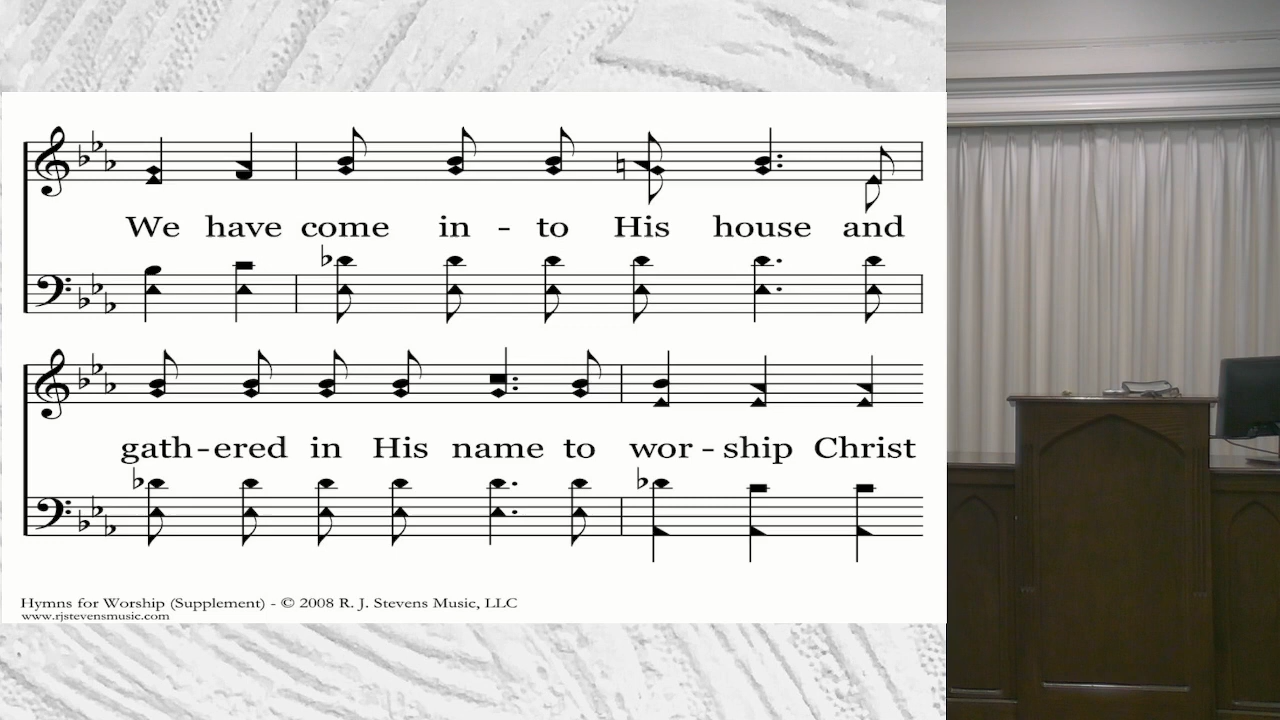 We have come in - to His house and
gath - ered in His name to wor - ship Christ
Hymns for Worship (Supplement) - © 2008 R. J. Stevens Music, LLC
www.rjstevensmusic.com